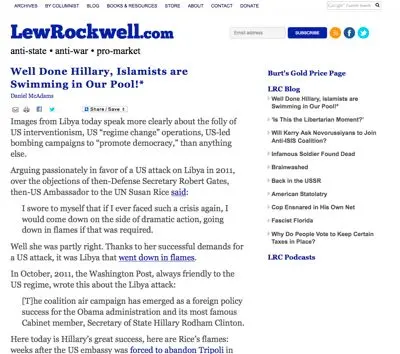 ARCHIVES
BY COLUMNIST
BLOG
BOOKS & RESOURCES
STORE
ABOUT
CONTACT
DONATE
LewRockwell.com
anti-state • anti-war • pro-market
Email address
SUBSCRIBE
Well Done Hillary, Islamists are
Swimming in Our Pool!*
Daniel McAdams
Share / Save
Images from Libya today speak more clearly about the folly of
US interventionism, US “regime change” operations, US-led
bombing campaigns to “promote democracy,” than anything
else.
Arguing passionately in favor of a US attack on Libya in 2011,
over the objections of then-Defense Secretary Robert Gates,
then-US Ambassador to the UN Susan Rice said:
I swore to myself that if I ever faced such a crisis again, I
would come down on the side of dramatic action, going
down in flames if that was required.
Well she was partly right. Thanks to her successful demands for
a US attack, it was Libya that went down in flames.
In October, 2011, the Washington Post, always friendly to the
US regime, wrote this about the Libya attack:
[T]he coalition air campaign has emerged as a foreign policy
success for the Obama administration and its most famous
Cabinet member, Secretary of State Hillary Rodham Clinton.
Here today is Hillary's great success, here are Rice's flames:
weeks after the US embassy was forced to abandon Tripoli in
Burt's Gold Price Page
LRC Blog
Well Done Hillary, Islamists are
Swimming in Our Pool!*
'Is This the Libertarian Moment?'
Will Kerry Ask Novorussiyans to Join
Anti-ISIS Coalition?
Infamous Soldier Found Dead
Brainwashed
Back in the USSR
American Statolatry
Cop Ensnared in His Own Net
Fascist Florida
Why Do People Vote to Keep Certain
Taxes in Place?
LRC Podcasts